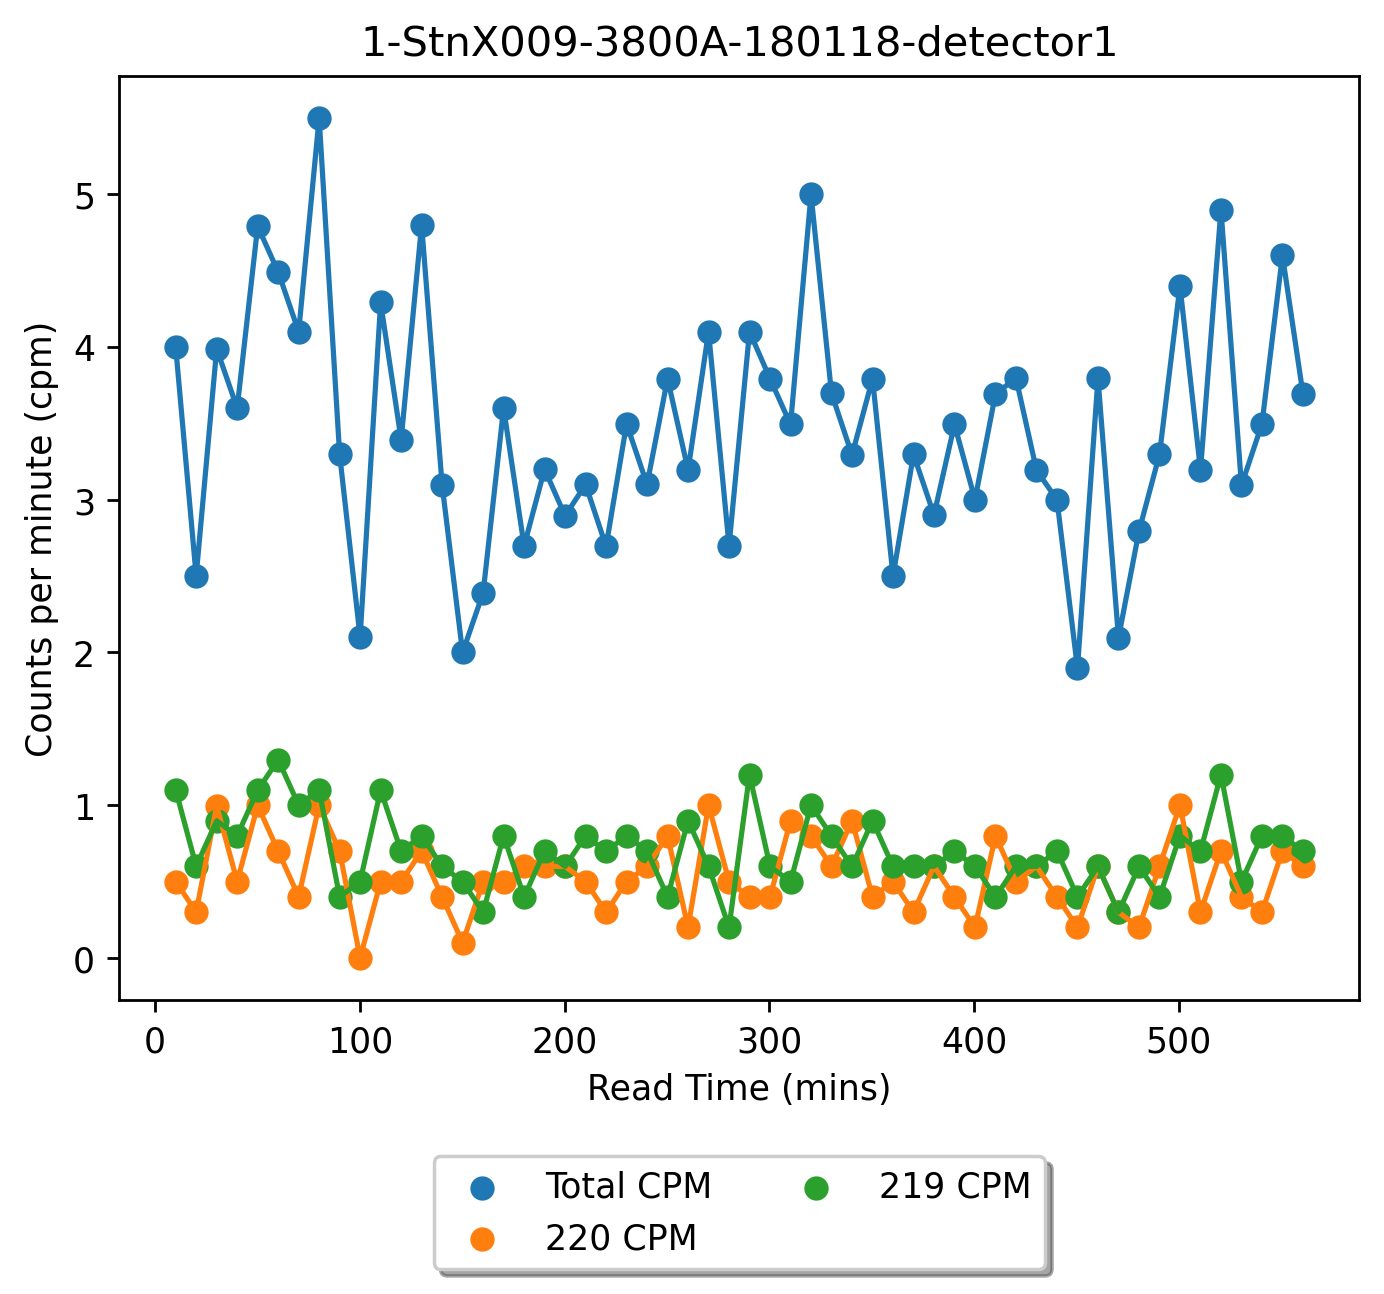 1-StnX009-3800A-180118-detector1
Counts per minute (cpm)
5
4
3
2
1
0
0 100 200 300 400 500
Read Time (mins)
Total CPM 219 CPM
220 CPM